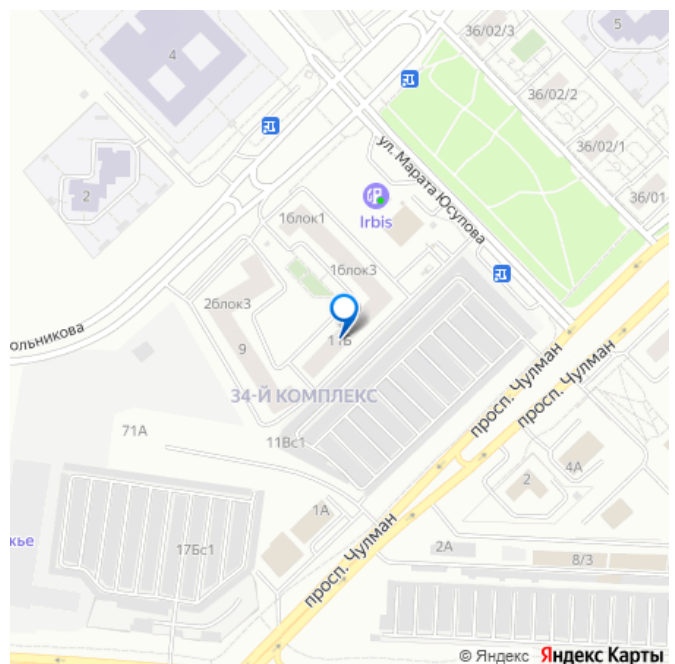 36/02/3
5
4
36/02/2
36/02/1
2
ул. Марата Юсупова
36/01
1блок1
Irbis
1блок3
2блок3
ольникова
11Б
9
просп. Чулман
просп. Чулман
34-Й КОМПЛЕКС
71А
11Вс1
4А
2
1А
кье
17Бс1
просп. Чулман
2А
8/3
© Яндекс Яндекс Карты